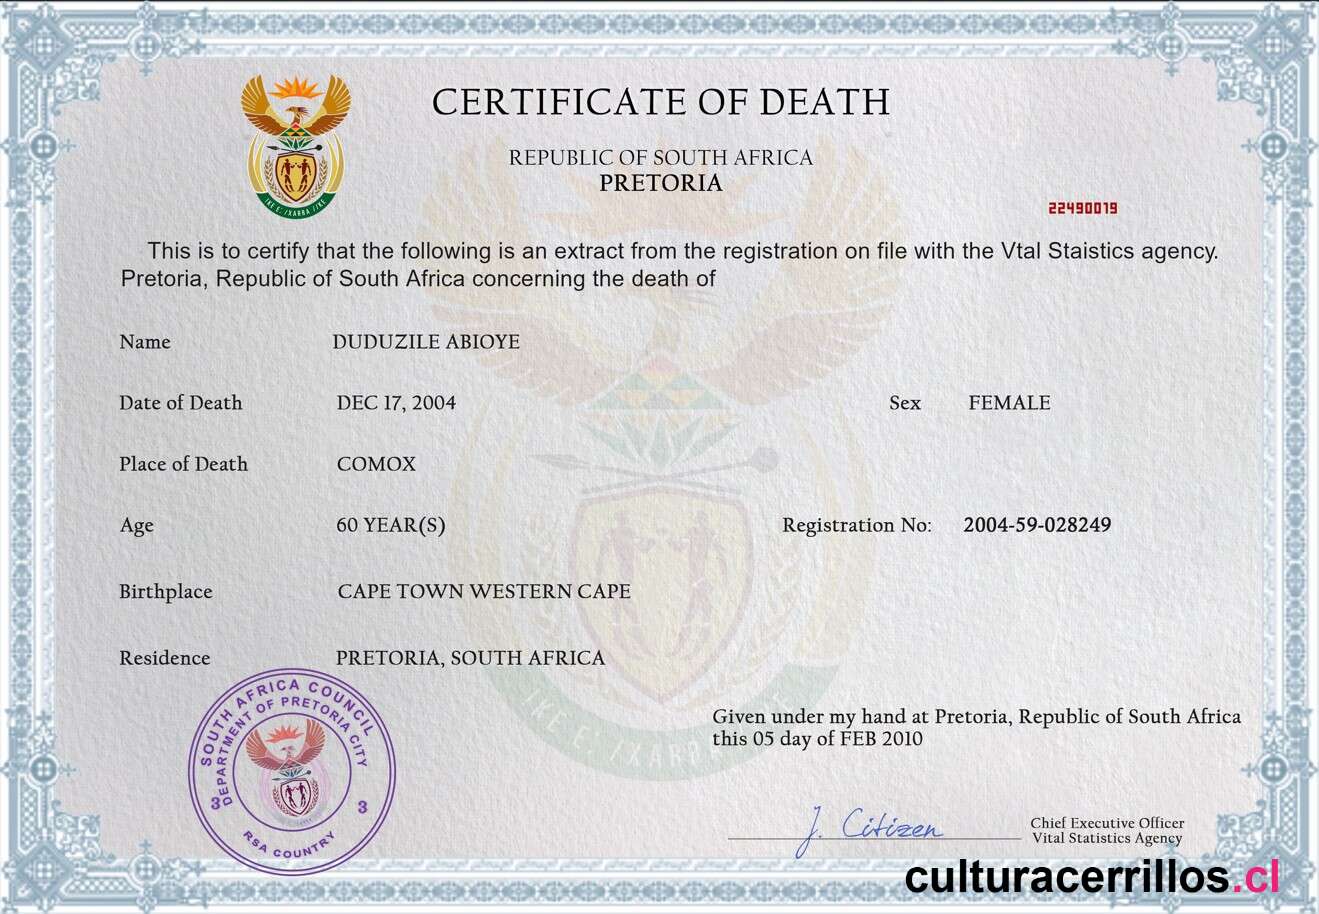 CERTIFICATE OF DEATH
REPUBLIC OF SOUTH AFRICA
PRETORIA
!KE E: /XARRA //KE
22490019
This is to certify that the following is an extract from the registration on file with the Vtal Staistics agency.
Pretoria, Republic of South Africa concerning the death of
Name DUDUZILE ABIOYE
Date of Death DEC 17, 2004 Sex FEMALE
Place of Death COMOX
Age 60 YEAR(S) Registration No: 2004-59-028249
Birthplace CAPE TOWN WESTERN CAPE
Residence PRETORIA, SOUTH AFRICA
SOUTH AFRICA COUNCIL
DEPARTMENT OF PRETORIA CITY
3 3
RSA COUNTRY
Given under my hand at Pretoria, Republic of South Africa
this 05 day of FEB 2010
J. Citizen
Chief Executive Officer
Vital Statistics Agency
culturacerrillos.cl